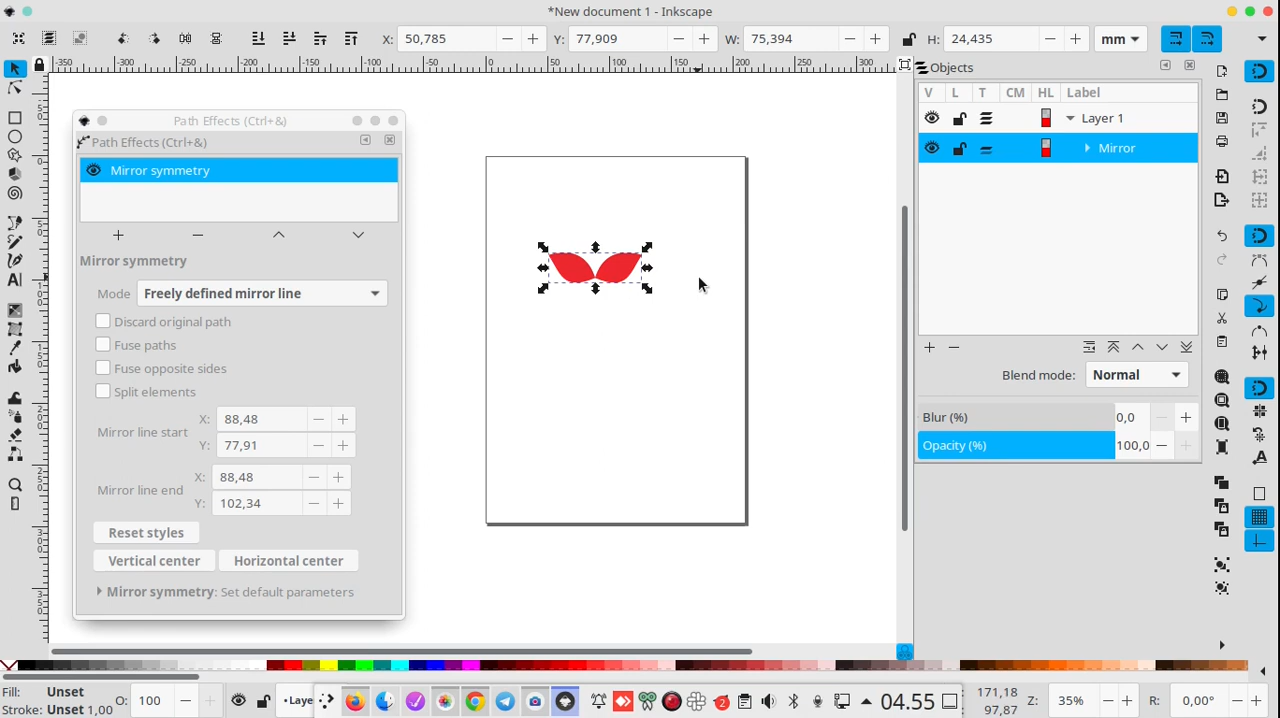 *New document 1 - Inkscape
X: 50,785 Y: 77,909 W: 75,394 H: 24,435 mm
-350 -300 -250 -200 -150 -100 -50 0 50 100 150 200 250 300
Path Effects (Ctrl+&)
Path Effects (Ctrl+&)
Mirror symmetry
Mirror symmetry
Mode Freely defined mirror line
Discard original path
Fuse paths
Fuse opposite sides
Split elements
Mirror line start
X: 88,48
Y: 77,91
Mirror line end
X: 88,48
Y: 102,34
Reset styles
Vertical center Horizontal center
Mirror symmetry: Set default parameters
Objects
V L T CM HL Label
Layer 1
Mirror
Blend mode: Normal
Blur (%) 0,0
Opacity (%) 100,0
Fill: Unset
Stroke: Unset 1,00
O: 100
•Laye
04.55
171,18
97,87
Z: 35%
R: 0,00°